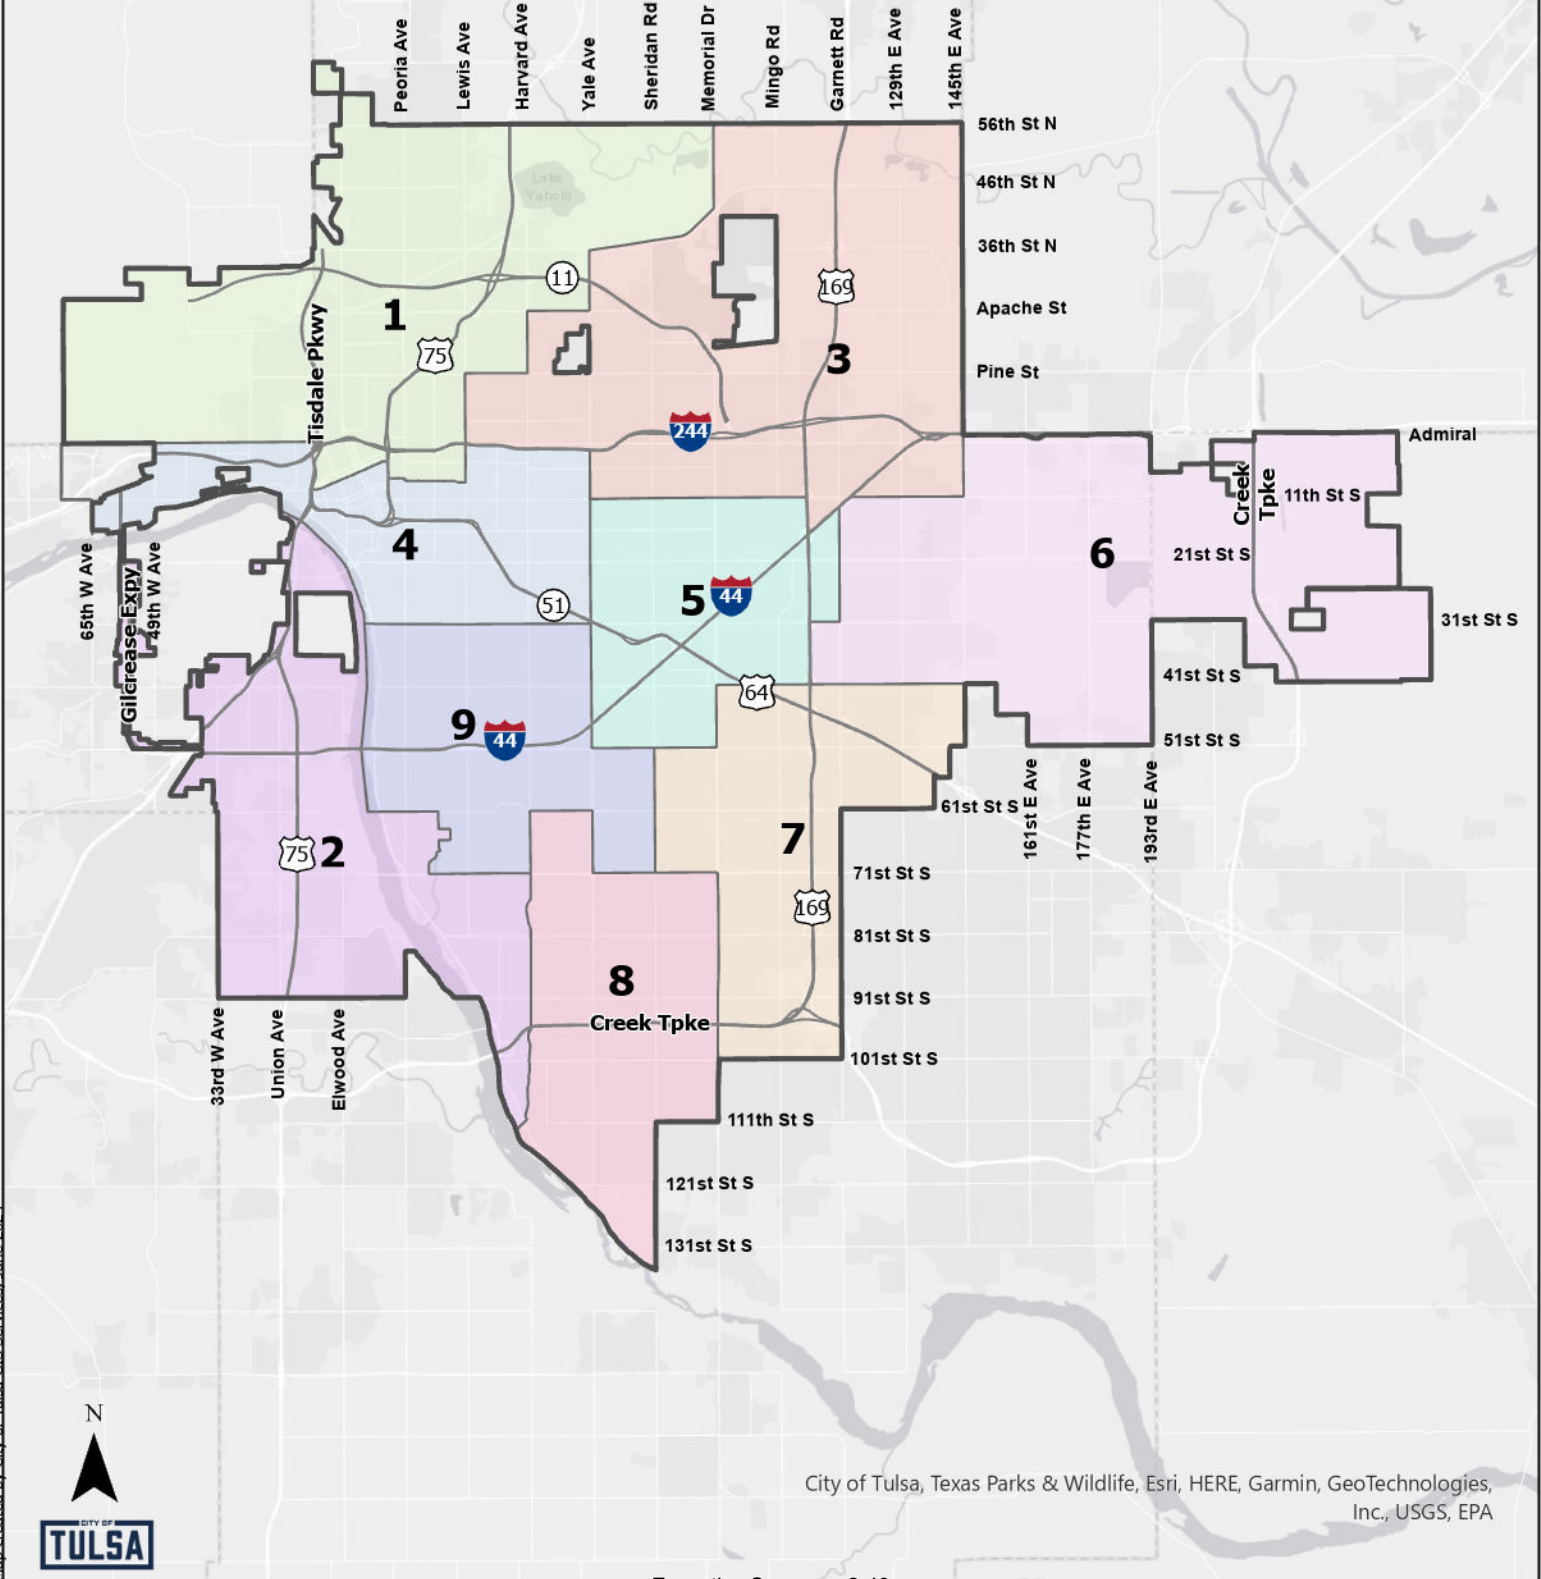 Peoria Ave
Lewis Ave
Harvard Ave
Yale Ave
Sheridan Rd
Memorial Dr
Mingo Rd
Garnett Rd
129th E Ave
145th E Ave
56th St N
46th St N
36th St N
Apache St
Pine St
Admiral
Lake
Yahola
11
1
75
Tisdale Pkwy
169
3
244
Creek
Tpke
11th St S
21st St S
31st St S
41st St S
51st St S
6
4
51
5
44
65th W Ave
Gilcrease Expy
49th W Ave
64
9
44
61st St S
161st E Ave
177th E Ave
193rd E Ave
75
2
7
71st St S
169
81st St S
8
91st St S
Creek Tpke
101st St S
33rd W Ave
Union Ave
Elwood Ave
111th St S
121st St S
131st St S
N
City of Tulsa, Texas Parks & Wildlife, Esri, HERE, Garmin, GeoTechnologies,
Inc., USGS, EPA
CITY OF
TULSA